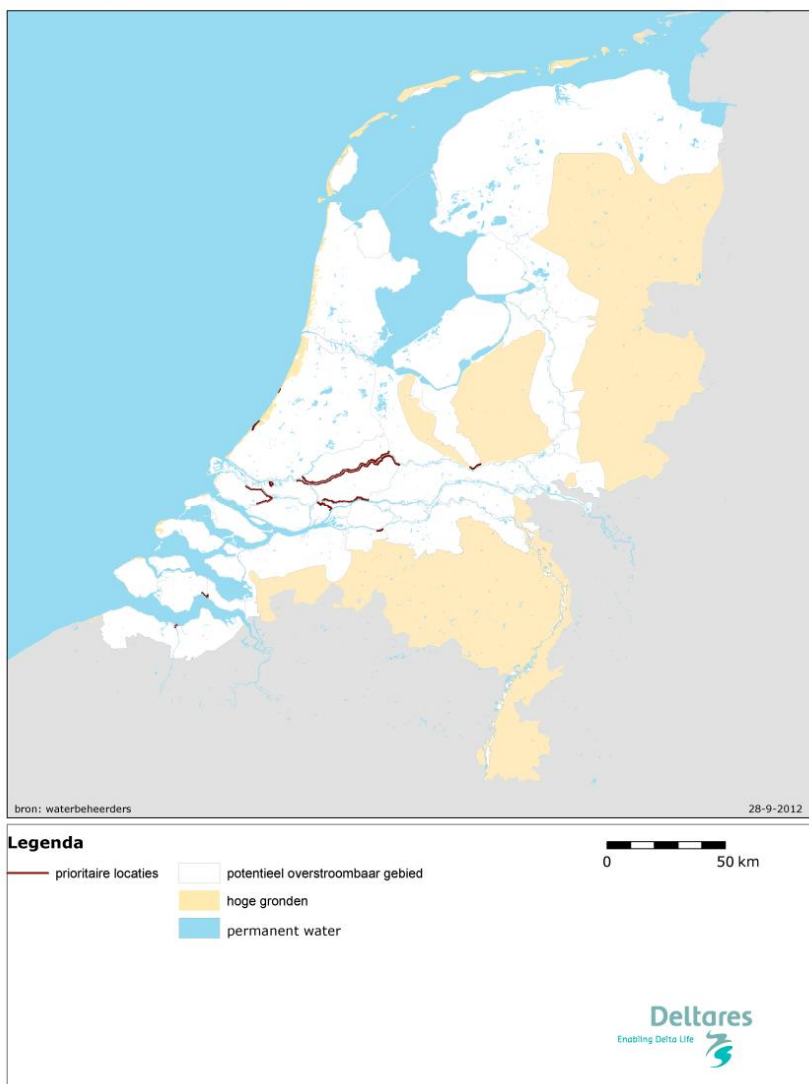 bron: waterbeheerders
28-9-2012
Legenda
prioritaire locaties
potentieel overstroombaar gebied
hoge gronden
permanent water
0 50 km
Deltares
Enabling Delta Life